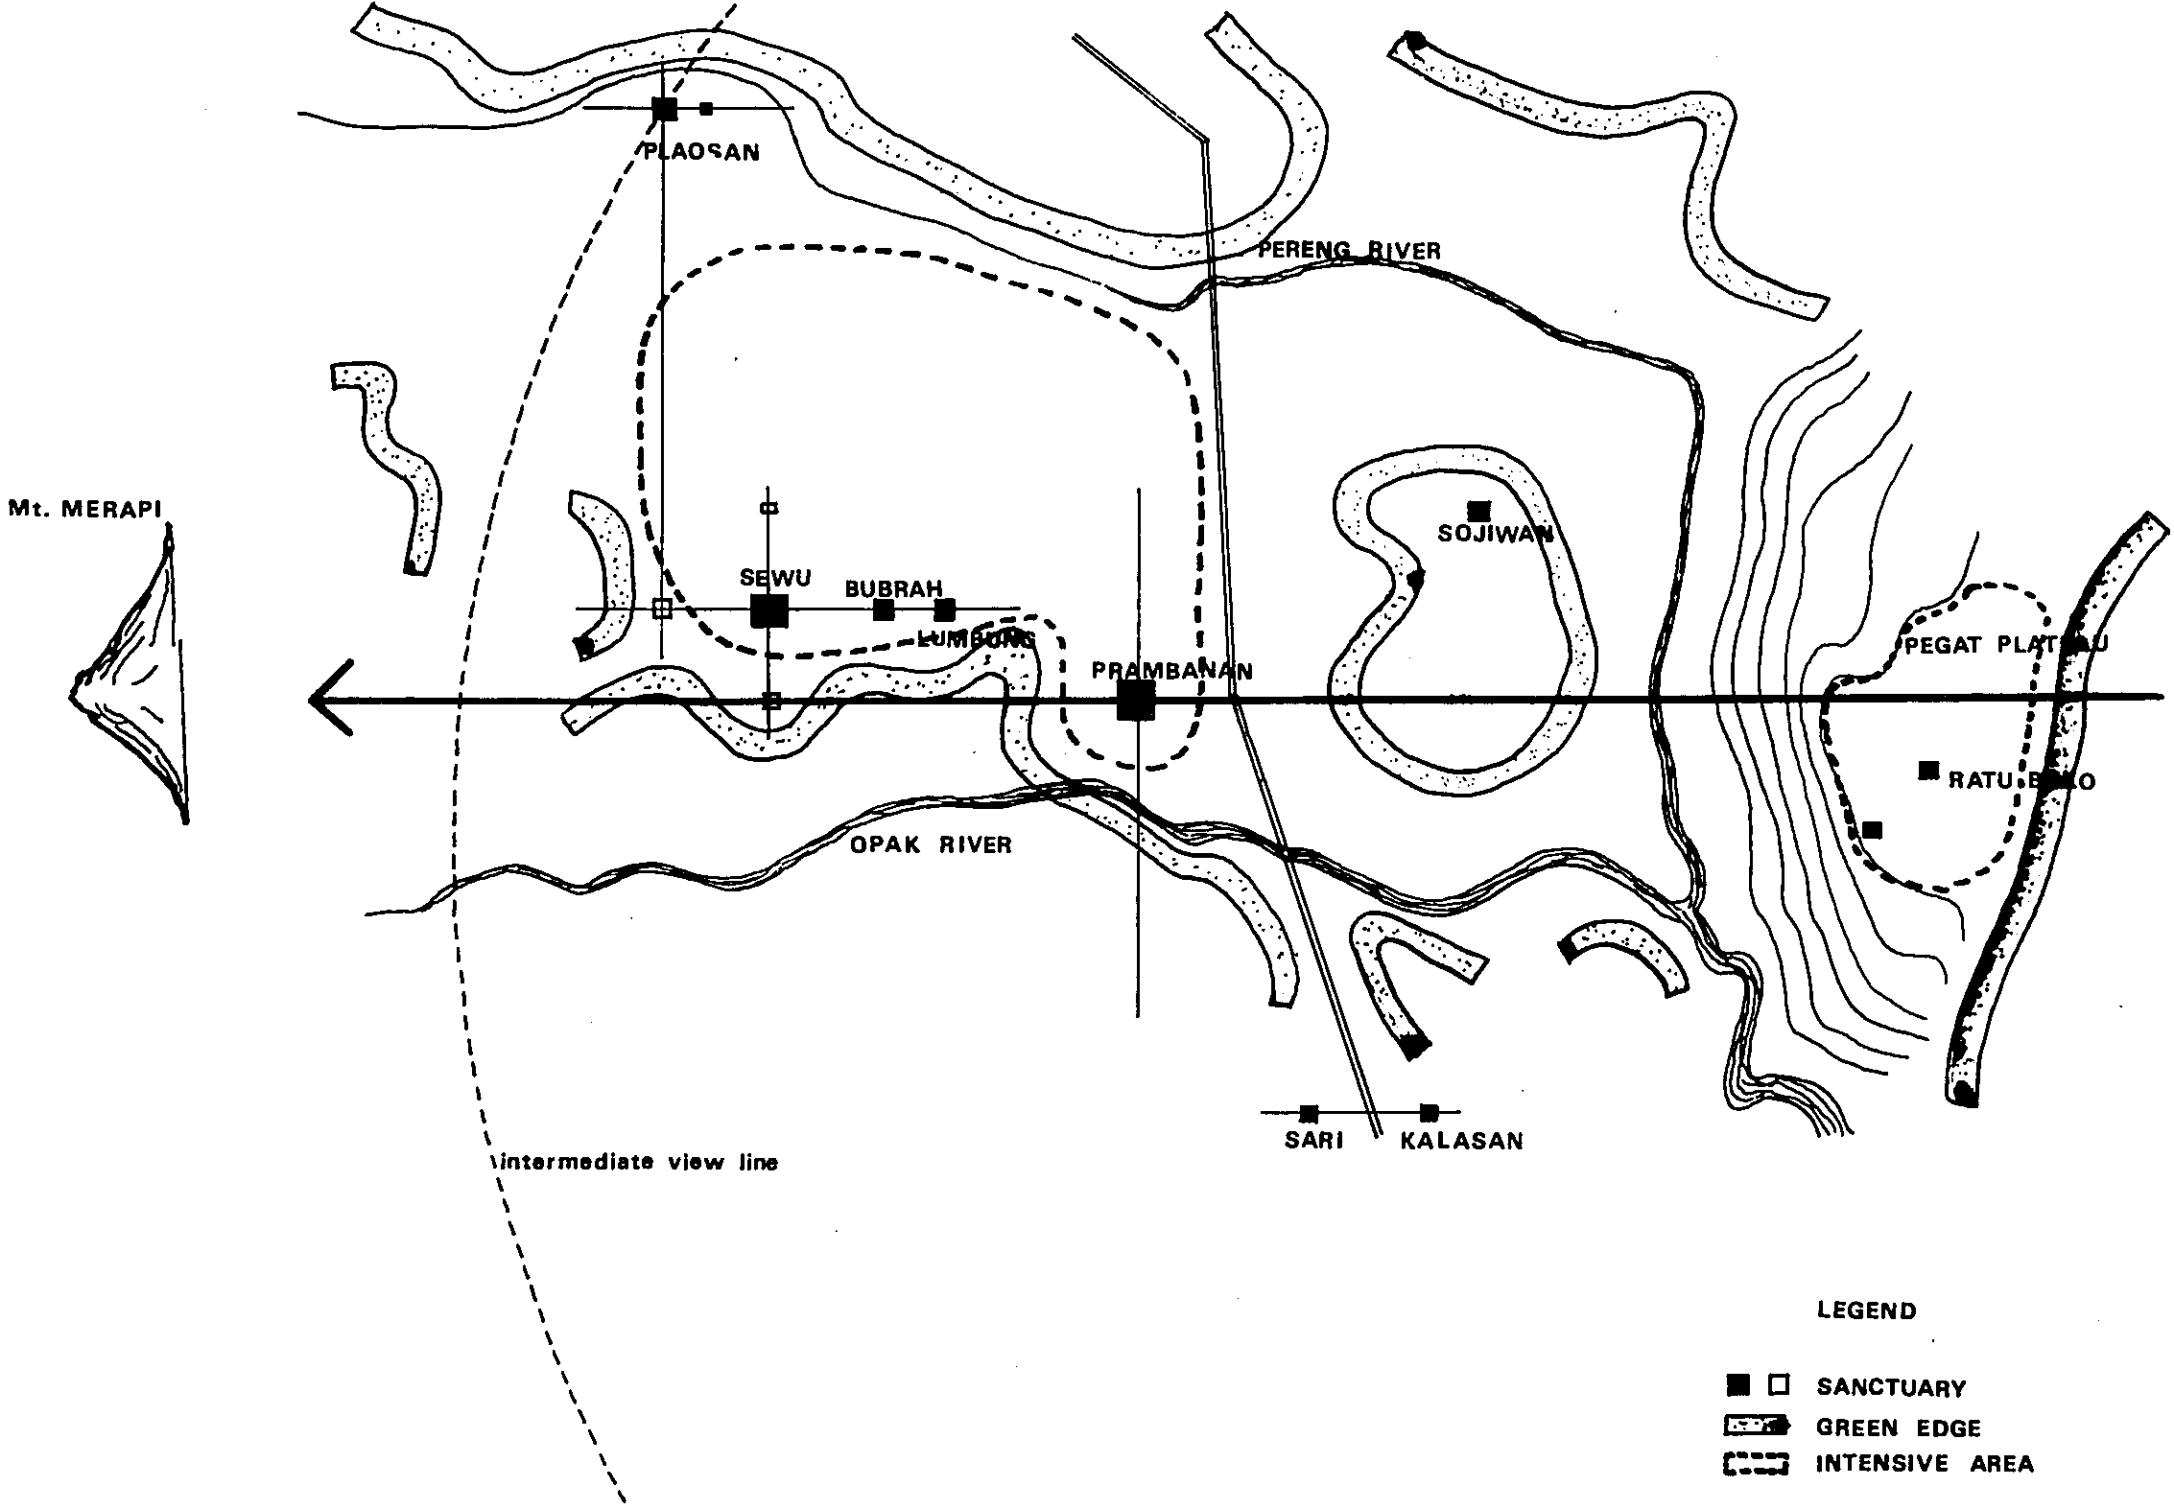 PLAOSAN
PERENG RIVER
Mt. MERAPI
SOJIWAN
SEWU
BUBRAH
LUMBUNG
PEGAT PLATEAU
PRAMBANAN
RATU BOKO
OPAK RIVER
SARI
KALASAN
intermediate view line
LEGEND
SANCTUARY
GREEN EDGE
INTENSIVE AREA